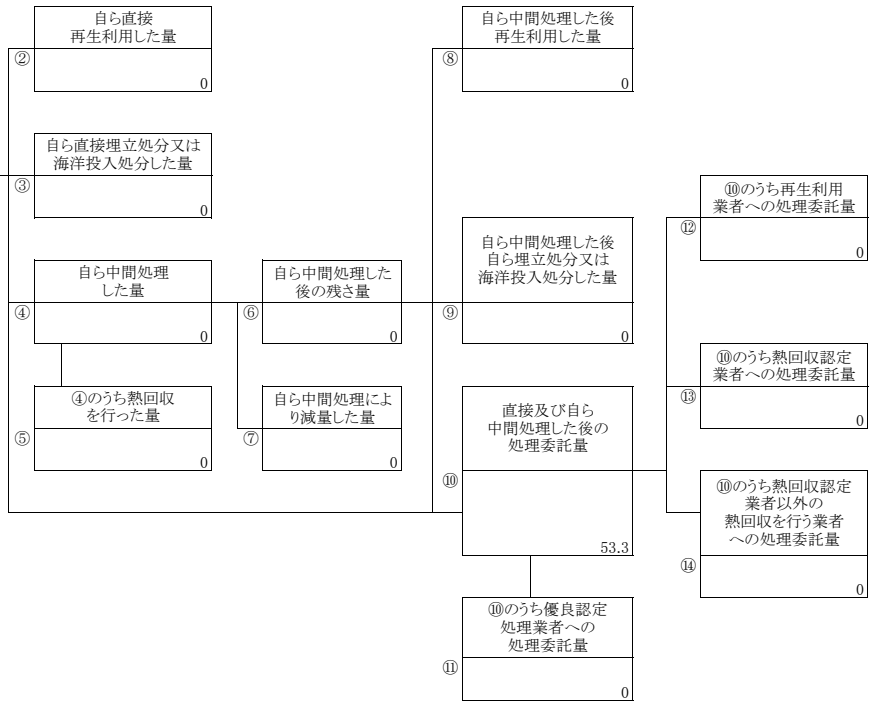 自ら直接
再生利用した量
②
0
自ら中間処理した後
再生利用した量
⑧
0
自ら直接埋立処分又は
海洋投入処分した量
③
0
⑩のうち再生利用
業者への処理委託量
⑫
0
自ら中間処理した後
自ら埋立処分又は
海洋投入処分した量
⑨
0
自ら中間処理
した量
④
0
自ら中間処理した
後の残さ量
⑥
0
⑩のうち熱回収認定
業者への処理委託量
⑬
0
④のうち熱回収
を行った量
⑤
0
自ら中間処理によ
り減量した量
⑦
0
直接及び自ら
中間処理した後の
処理委託量
⑩
53.3
⑩のうち熱回収認定
業者以外の
熱回収を行う業者
への処理委託量
⑭
0
⑩のうち優良認定
処理業者への
処理委託量
⑪
0